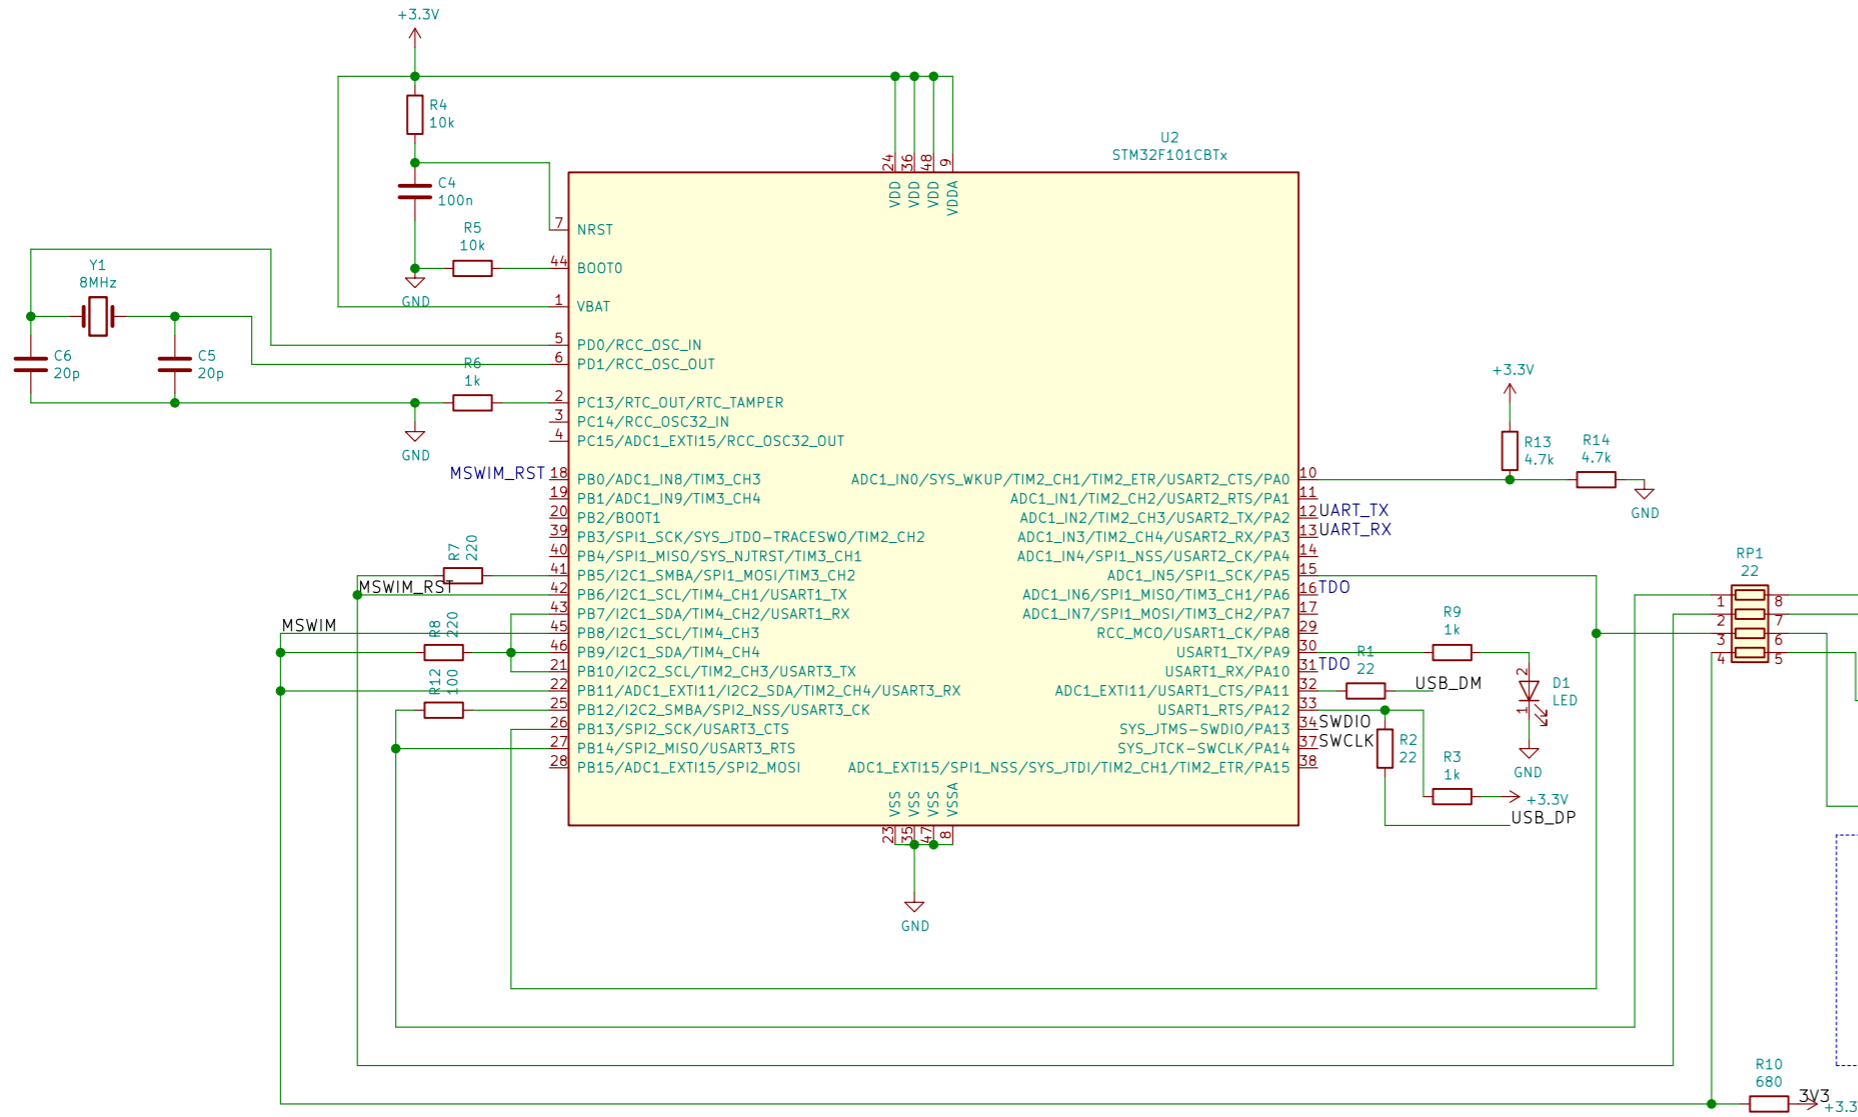 +3.3V
R4
10k
C4
100n
R5
10k
GND
Y1
8MHz
C6
20p
C5
20p
R6
1k
GND
U2
STM32F101CBTx
24
36
48
9
VDD
VDD
VDD
VDDA
7 NRST
44 BOOT0
1 VBAT
5 PD0/RCC_OSC_IN
6 PD1/RCC_OSC_OUT
2 PC13/RTC_OUT/RTC_TAMPER
3 PC14/RCC_OSC32_IN
4 PC15/ADC1_EXTI15/RCC_OSC32_OUT
MSWIM_RST
18 PB0/ADC1_IN8/TIM3_CH3
19 PB1/ADC1_IN9/TIM3_CH4
20 PB2/BOOT1
39 PB3/SPI1_SCK/SYS_JTDO-TRACESWO/TIM2_CH2
40 PB4/SPI1_MISO/SYS_NJTRST/TIM3_CH1
R7
220
41 PB5/I2C1_SMBA/SPI1_MOSI/TIM3_CH2
MSWIM_RST
42 PB6/I2C1_SCL/TIM4_CH1/USART1_TX
43 PB7/I2C1_SDA/TIM4_CH2/USART1_RX
MSWIM
45 PB8/I2C1_SCL/TIM4_CH3
R8
220
46 PB9/I2C1_SDA/TIM4_CH4
21 PB10/I2C2_SCL/TIM2_CH3/USART3_TX
R12
100
22 PB11/ADC1_EXTI11/I2C2_SDA/TIM2_CH4/USART3_RX
25 PB12/I2C2_SMBA/SPI2_NSS/USART3_CK
26 PB13/SPI2_SCK/USART3_CTS
27 PB14/SPI2_MISO/USART3_RTS
28 PB15/ADC1_EXTI15/SPI2_MOSI
ADC1_IN0/SYS_WKUP/TIM2_CH1/TIM2_ETR/USART2_CTS/PA0 10
ADC1_IN1/TIM2_CH2/USART2_RTS/PA1 11
ADC1_IN2/TIM2_CH3/USART2_TX/PA2 12 UART_TX
ADC1_IN3/TIM2_CH4/USART2_RX/PA3 13 UART_RX
ADC1_IN4/SPI1_NSS/USART2_CK/PA4 14
ADC1_IN5/SPI1_SCK/PA5 15
ADC1_IN6/SPI1_MISO/TIM3_CH1/PA6 16 TDO
ADC1_IN7/SPI1_MOSI/TIM3_CH2/PA7 17
RCC_MCO/USART1_CK/PA8 29
USART1_TX/PA9 30
USART1_RX/PA10 31 TDO
ADC1_EXTI11/USART1_CTS/PA11 32
USART1_RTS/PA12 33
SYS_JTMS-SWDIO/PA13 34 SWDIO
SYS_JTCK-SWCLK/PA14 37 SWCLK
ADC1_EXTI15/SPI1_NSS/SYS_JTDI/TIM2_CH1/TIM2_ETR/PA15 38
VSS
VSS
VSS
VSSA
23
35
47
8
GND
+3.3V
R13
4.7k
R14
4.7k
GND
RP1
22
1 8
2 7
3 6
4 5
R9
1k
R1
22
USB_DM
2
1
D1
LED
GND
R2
22
R3
1k
+3.3V
USB_DP
R10
680
3V3
+3.3